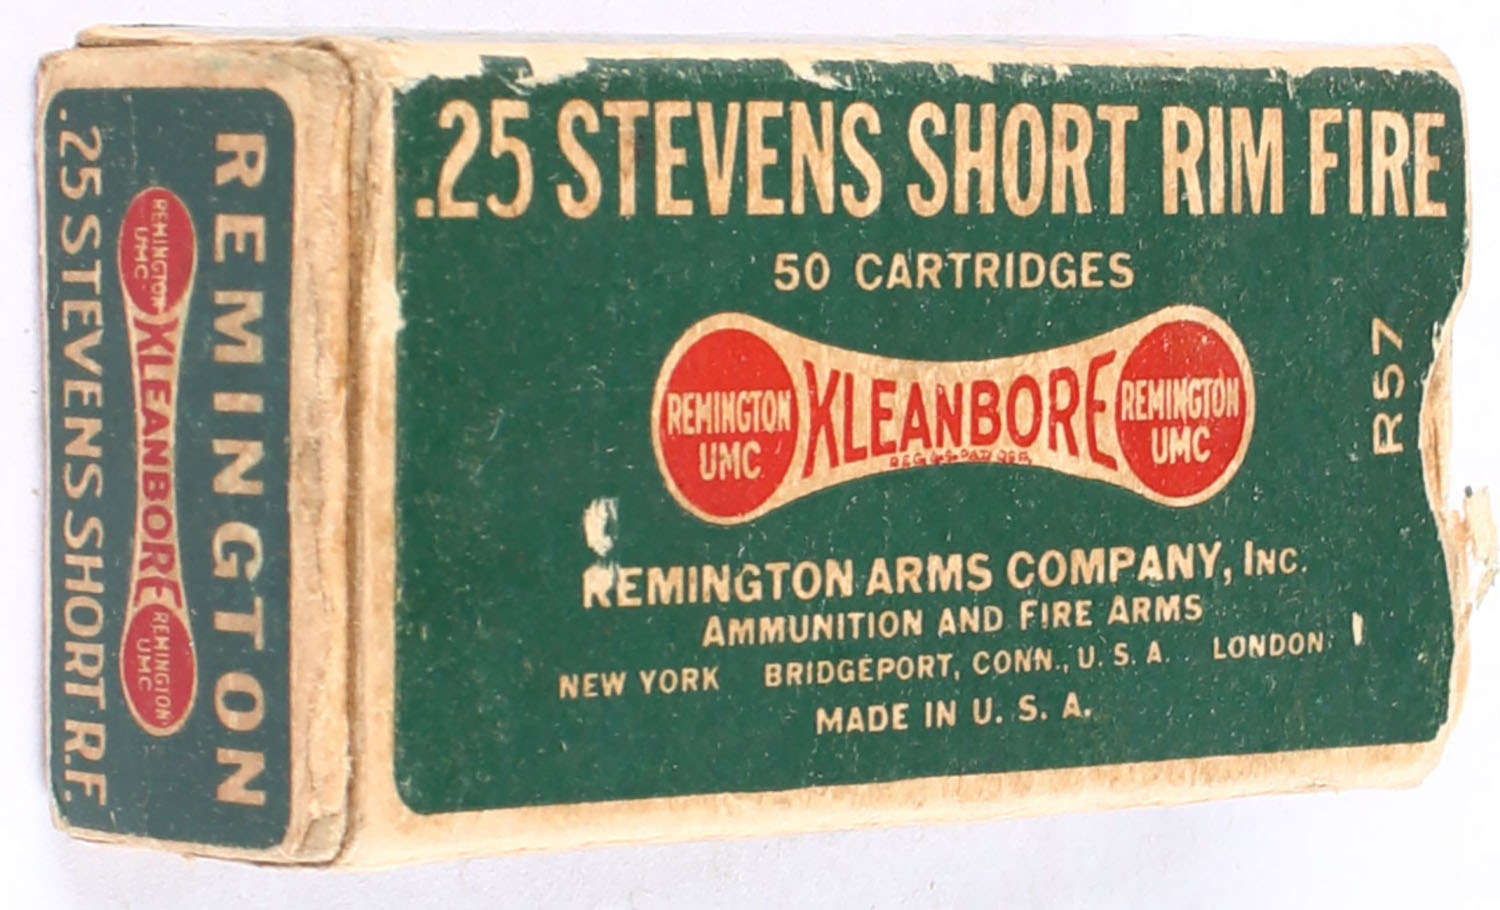 .25 STEVENS SHORT RIM FIRE
50 CARTRIDGES
REMINGTON
UMC
KLEANBORE
REMINGTON
UMC
R57
REMINGTON ARMS COMPANY, INC.
AMMUNITION AND FIRE ARMS
NEW YORK BRIDGEPORT, CONN., U. S. A. LONDON
MADE IN U. S. A.
REMINGTON
REMINGTON
UMC
KLEANBORE
REMINGTON
UMC
.25 STEVENS SHORT R.F.